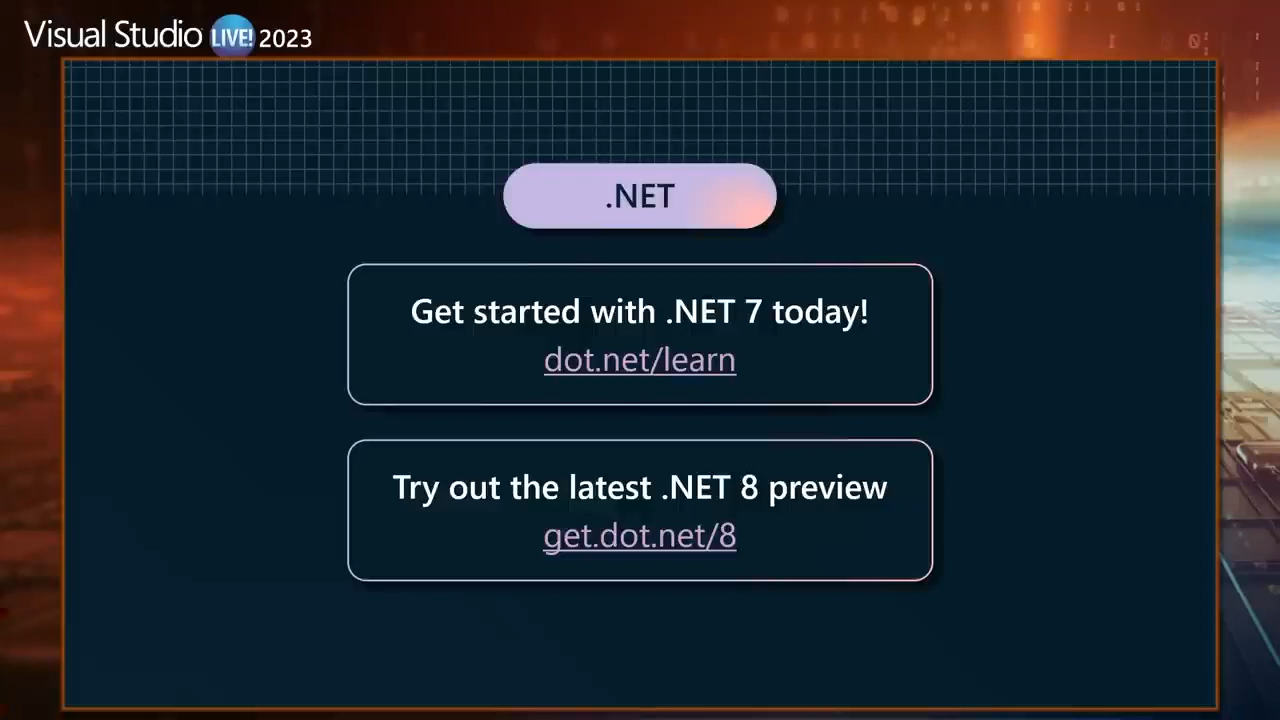 Visual Studio LIVE! 2023
.NET
Get started with .NET 7 today!
dot.net/learn
Try out the latest .NET 8 preview
get.dot.net/8